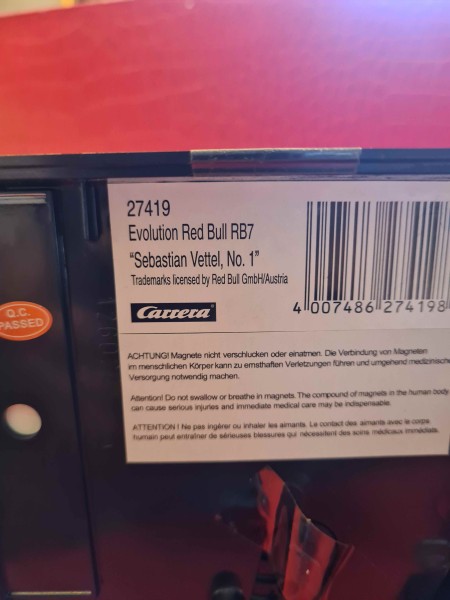 27419
Evolution Red Bull RB7
"Sebastian Vettel, No. 1"
Trademarks licensed by Red Bull GmbH/Austria
Carrera
4 007486 274198
Q.C.
PASSED
ACHTUNG! Magnete nicht verschlucken oder einatmen. Die Verbindung von Magneten
im menschlichen Körper kann zu ernsthaften Verletzungen führen und umgehend medizinische
Versorgung notwendig machen.
Attention! Do not swallow or breathe in magnets. The compound of magnets in the human body
can cause serious injuries and immediate medical care may be indispensable.
ATTENTION ! Ne pas ingérer ou inhaler les aimants. Le contact des aimants avec le corps
humain peut entraîner de sérieuses blessures qui nécessitent des soins médicaux immédiats.